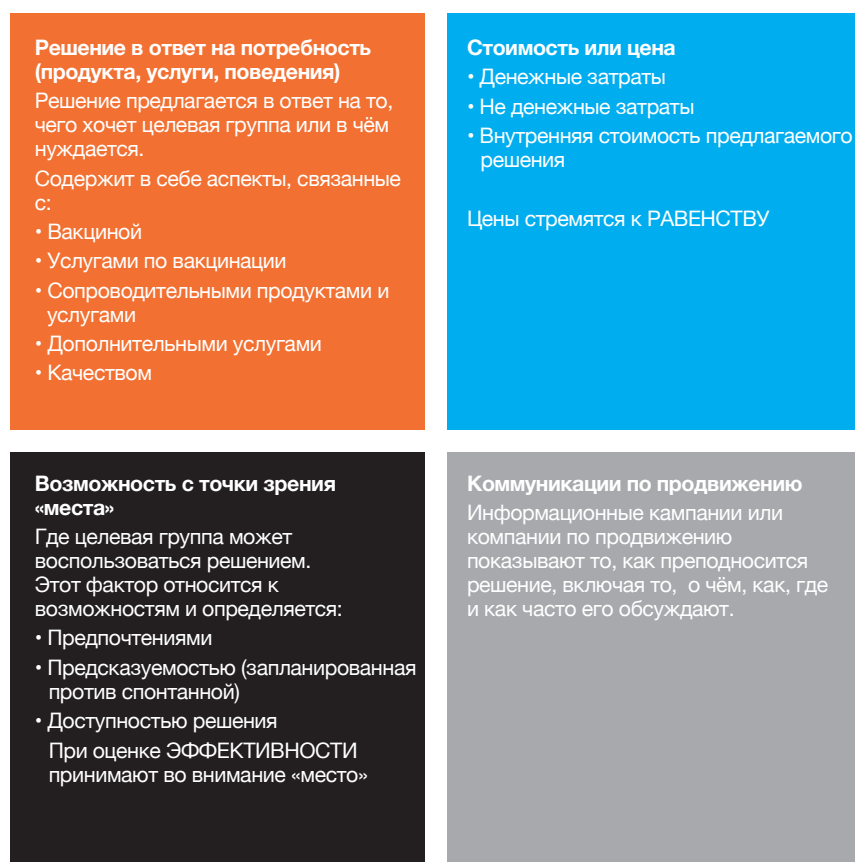 Решение в ответ на потребность
(продукта, услуги, поведения)
Решение предлагается в ответ на то,
чего хочет целевая группа или в чём
нуждается.
Содержит в себе аспекты, связанные
с:
• Вакциной
• Услугами по вакцинации
• Сопроводительными продуктами и
услугами
• Дополнительными услугами
• Качеством
Стоимость или цена
• Денежные затраты
• Не денежные затраты
• Внутренняя стоимость предлагаемого
решения
Цены стремятся к РАВЕНСТВУ
Возможность с точки зрения
«места»
Где целевая группа может
воспользоваться решением.
Этот фактор относится к
возможностям и определяется:
• Предпочтениями
• Предсказуемостью (запланированная
против спонтанной)
• Доступностью решения
При оценке ЭФФЕКТИВНОСТИ
принимают во внимание «место»
Коммуникации по продвижению
Информационные кампании или
компании по продвижению
показывают то, как преподносится
решение, включая то, о чём, как, где
и как часто его обсуждают.